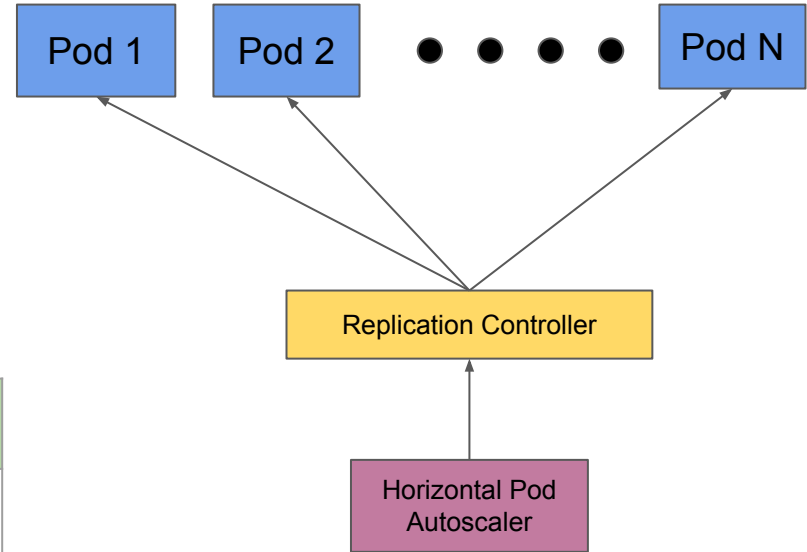 Pod 1
Pod 2
Pod N
Replication Controller
Horizontal Pod
Autoscaler